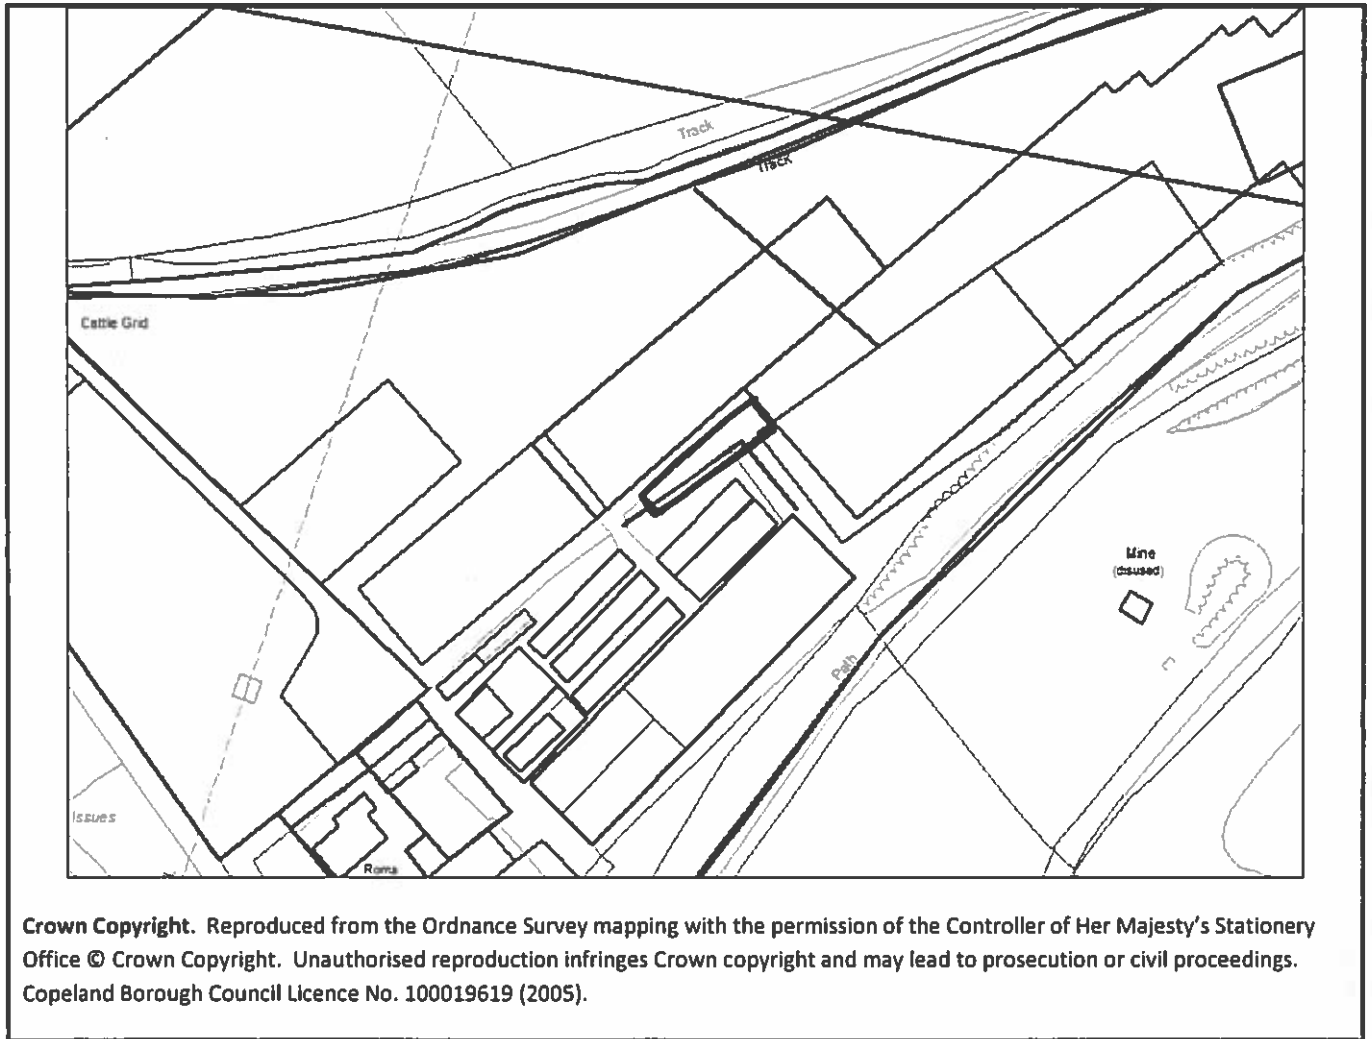 Track
Track
Cattle Grid
Mine
(disused)
Path
Issues
Roma
Crown Copyright. Reproduced from the Ordnance Survey mapping with the permission of the Controller of Her Majesty's Stationery
Office © Crown Copyright. Unauthorised reproduction infringes Crown copyright and may lead to prosecution or civil proceedings.
Copeland Borough Council Licence No. 100019619 (2005).